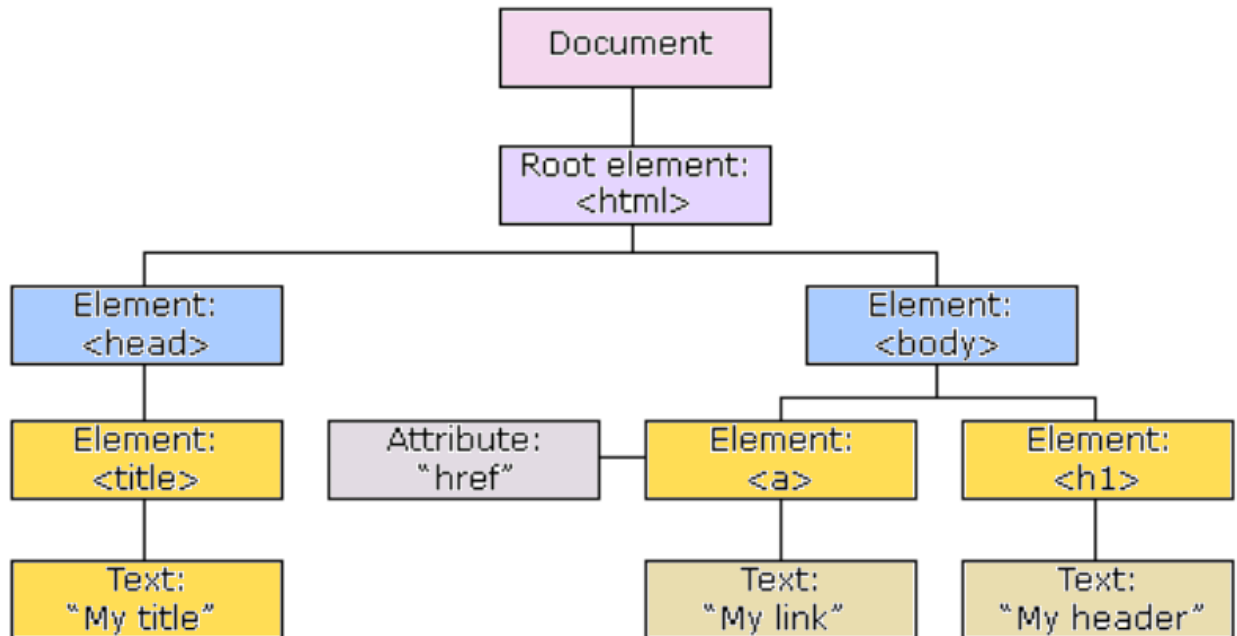 Document
Root element:
<html>
Element:
<head>
Element:
<body>
Element:
<title>
Attribute:
“href”
Element:
<a>
Element:
<h1>
Text:
“My title”
Text:
“My link”
Text:
“My header”